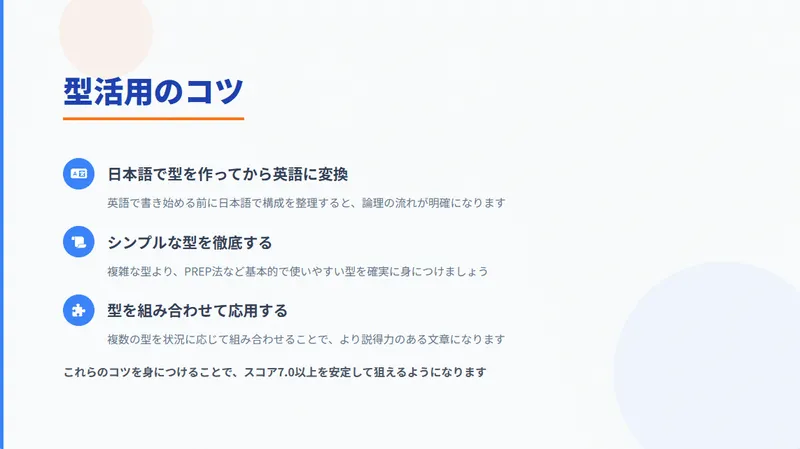 型活用のコツ
日本語で型を作ってから英語に変換
英語で書き始める前に日本語で構成を整理すると、論理の流れが明確になります
シンプルな型を徹底する
複雑な型より、PREP法など基本的で使いやすい型を確実に身につけましょう
型を組み合わせて応用する
複数の型を状況に応じて組み合わせることで、より説得力のある文章になります
これらのコツを身につけることで、スコア7.0以上を安定して狙えるようになります